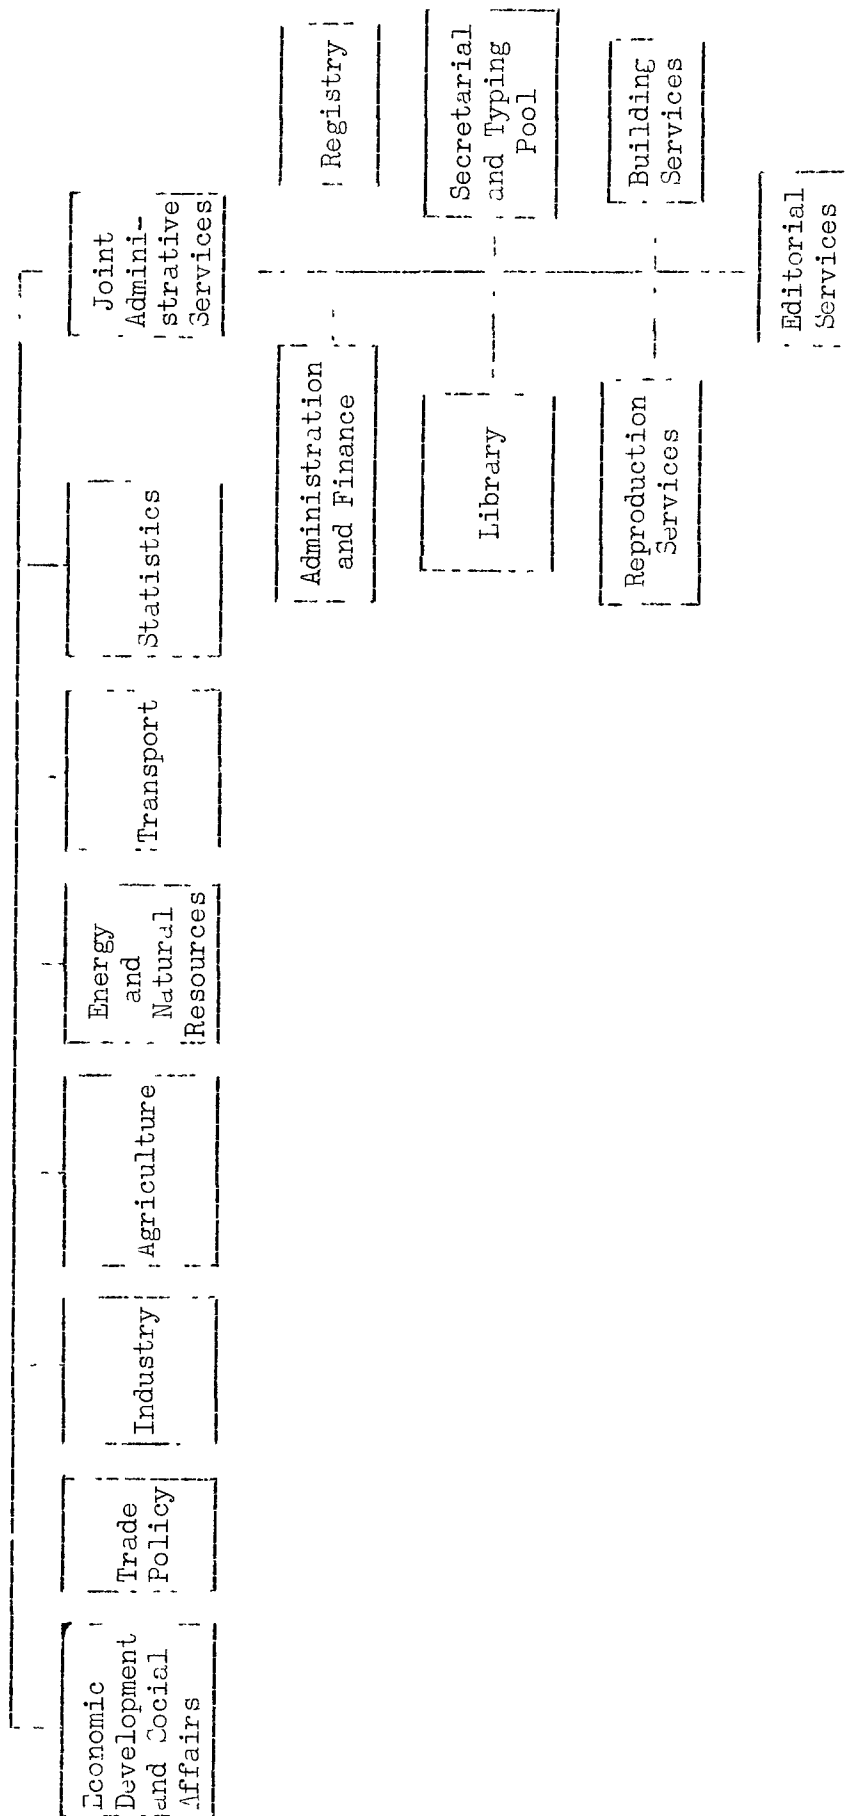 Economic
Development
and Social
Affairs
Trade
Policy
Industry
Agriculture
Energy
and
Natural
Resources
Transport
Statistics
Joint
Admini-
strative
Services
Administration
and Finance
Registry
Library
Secretarial
and Typing
Pool
Reproduction
Services
Building
Services
Editorial
Services